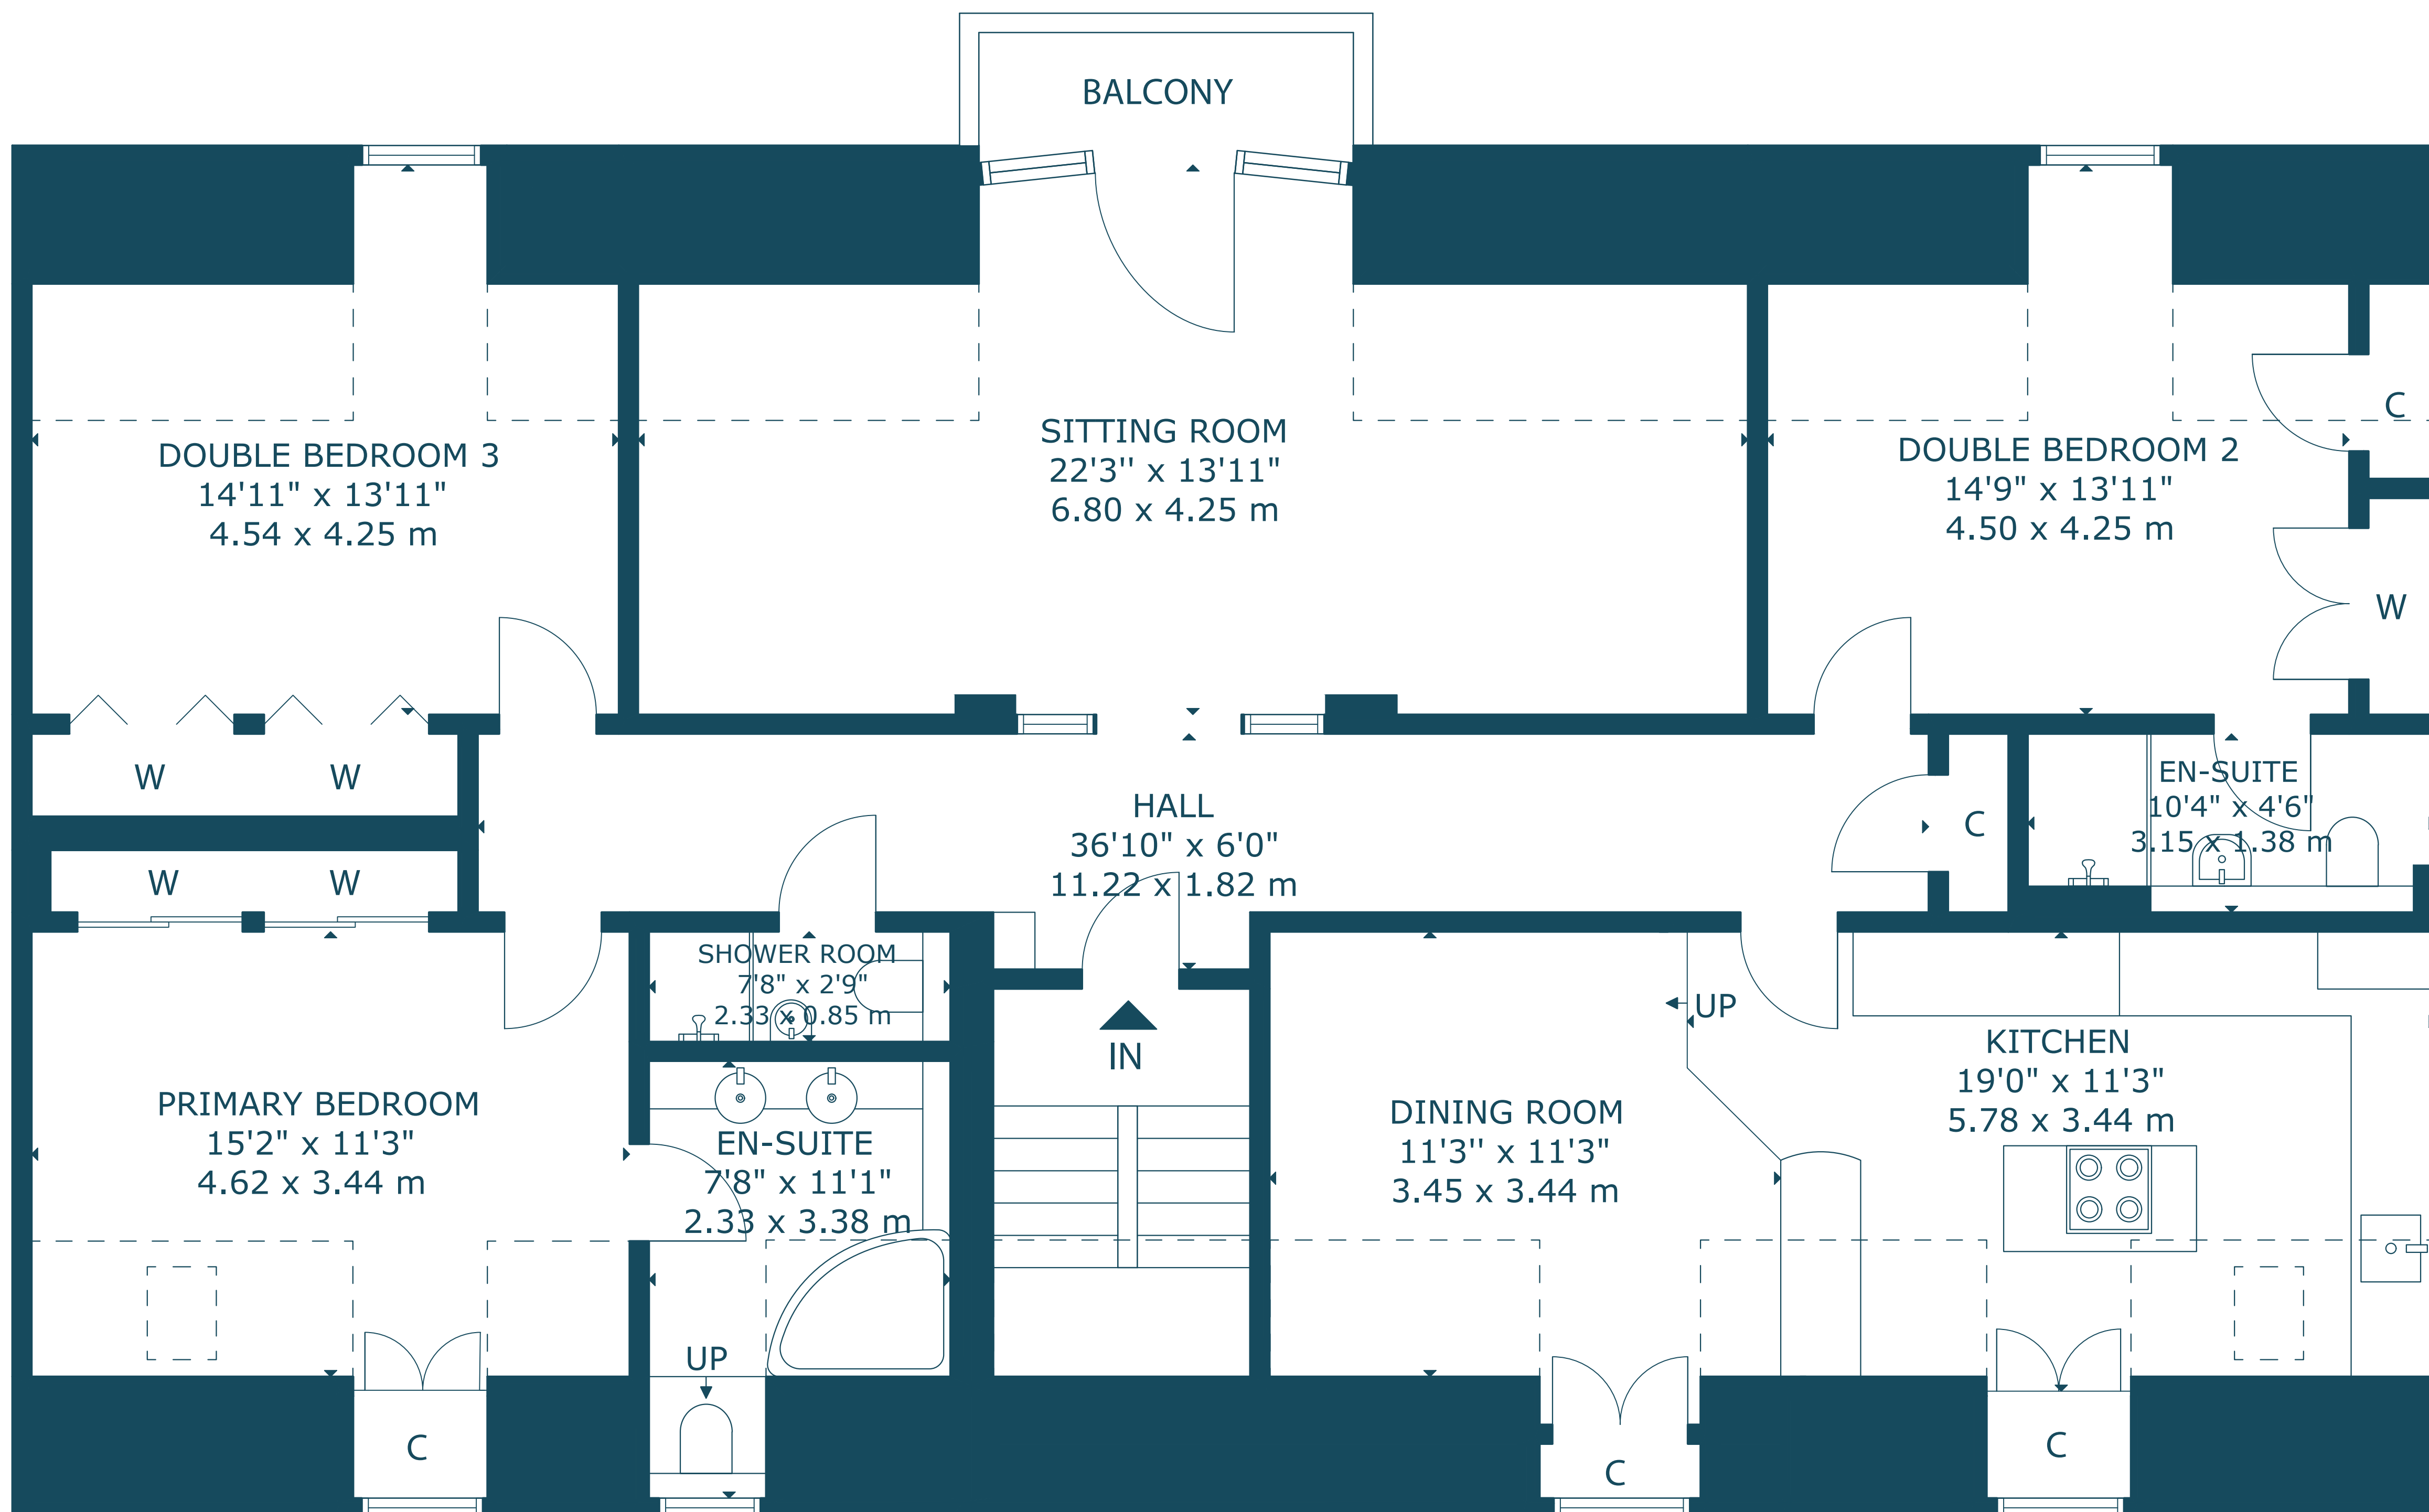 BALCONY
DOUBLE BEDROOM 3
14'11" x 13'11"
4.54 x 4.25 m
SITTING ROOM
22'3'' x 13'11"
6.80 x 4.25 m
DOUBLE BEDROOM 2
14'9" x 13'11"
4.50 x 4.25 m
C
W
W
W
W
W
HALL
36'10" x 6'0"
11.22 x 1.82 m
C
EN-SUITE
10'4" x 4'6"
3.15 x 1.38 m
SHOWER ROOM
7'8" x 2'9"
2.33 x 0.85 m
IN
UP
KITCHEN
19'0" x 11'3"
5.78 x 3.44 m
PRIMARY BEDROOM
15'2" x 11'3"
4.62 x 3.44 m
EN-SUITE
7'8" x 11'1"
2.33 x 3.38 m
DINING ROOM
11'3'' x 11'3"
3.45 x 3.44 m
UP
C
C
C